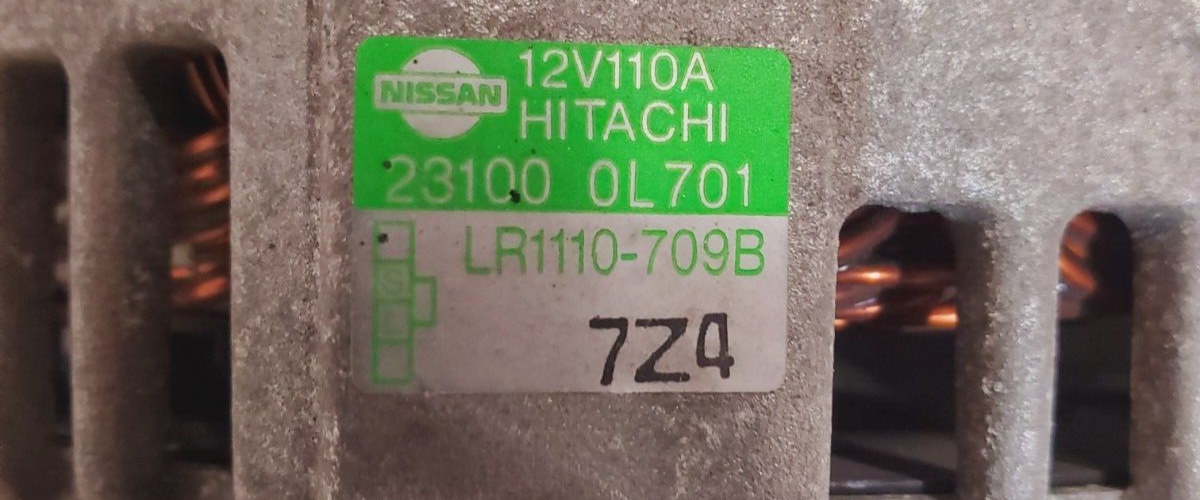 NISSAN
12V110A
HITACHI
23100 0L701
LR1110-709B
7Z4